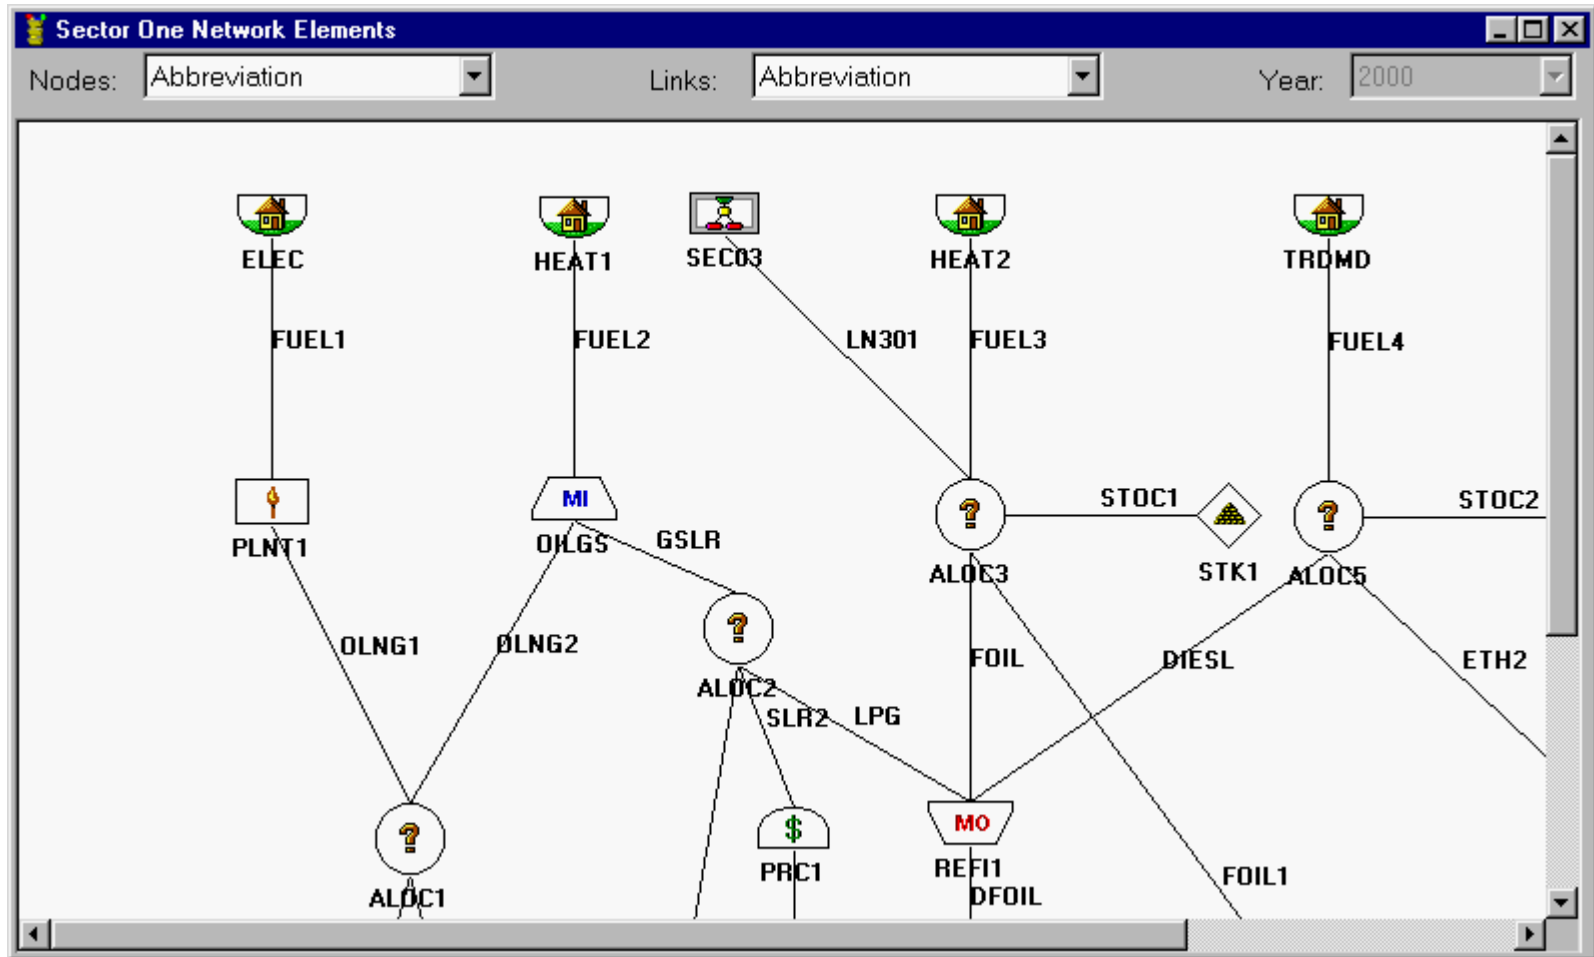 Sector One Network Elements
Nodes: Abbreviation Links: Abbreviation Year: 2000
ELEC HEAT1 SEC03 HEAT2 TRDMD
FUEL1 FUEL2 LN301 FUEL3 FUEL4
MI ? STOC1 ? STOC2
PLNT1 OILGS GSLR ALOC3 STK1 ALOC5
?
OLNG1 OLNG2 FOIL DIESL ETH2
ALOC2
SLR2 LPG
? $ MO
ALOC1 PRC1 REFI1 FOIL1
DFOIL